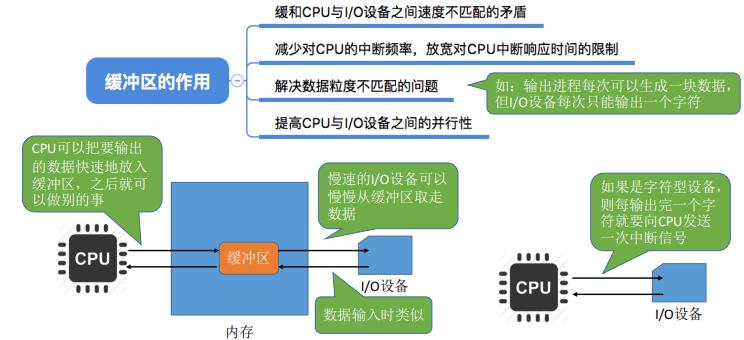 缓冲区的作用
缓和CPU与I/O设备之间速度不匹配的矛盾
减少对CPU的中断频率，放宽对CPU中断响应时间的限制
解决数据粒度不匹配的问题
提高CPU与I/O设备之间的并行性
如：输出进程每次可以生成一块数据，
但I/O设备每次只能输出一个字符
CPU可以把要输出
的数据快速地放入
缓冲区，之后就可
以做别的事
慢速的I/O设备可以
慢慢从缓冲区取走
数据
如果是字符型设备，
则每输出完一个字
符就要向CPU发送
一次中断信号
CPU
缓冲区
I/O设备
数据输入时类似
内存
CPU
I/O设备